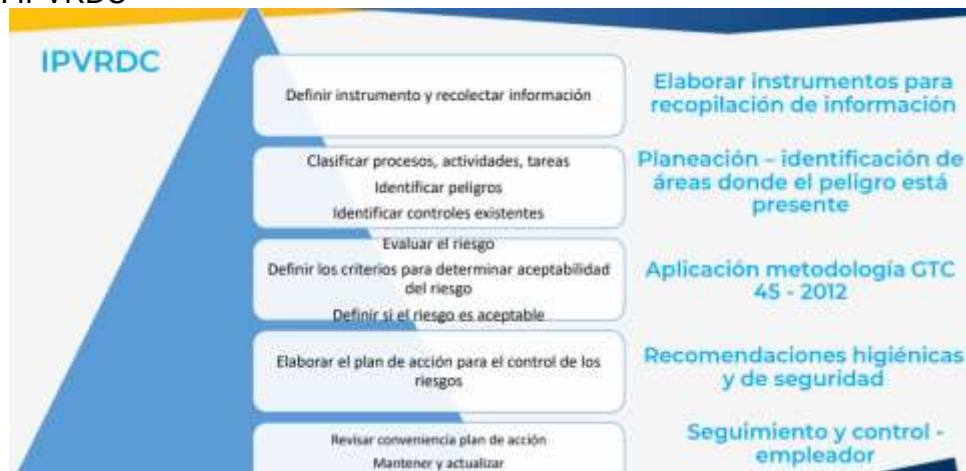 IPVRDC
Definir instrumento y recolectar información
Elaborar instrumentos para
recopilación de información
Clasificar procesos, actividades, tareas
Identificar peligros
Identificar controles existentes
Planeación – identificación de
áreas donde el peligro está
presente
Evaluar el riesgo
Definir los criterios para determinar aceptabilidad
del riesgo
Definir si el riesgo es aceptable
Aplicación metodología GTC
45 - 2012
Elaborar el plan de acción para el control de los
riesgos
Recomendaciones higiénicas
y de seguridad
Revisar conveniencia plan de acción
Mantener y actualizar
Seguimiento y control -
empleador